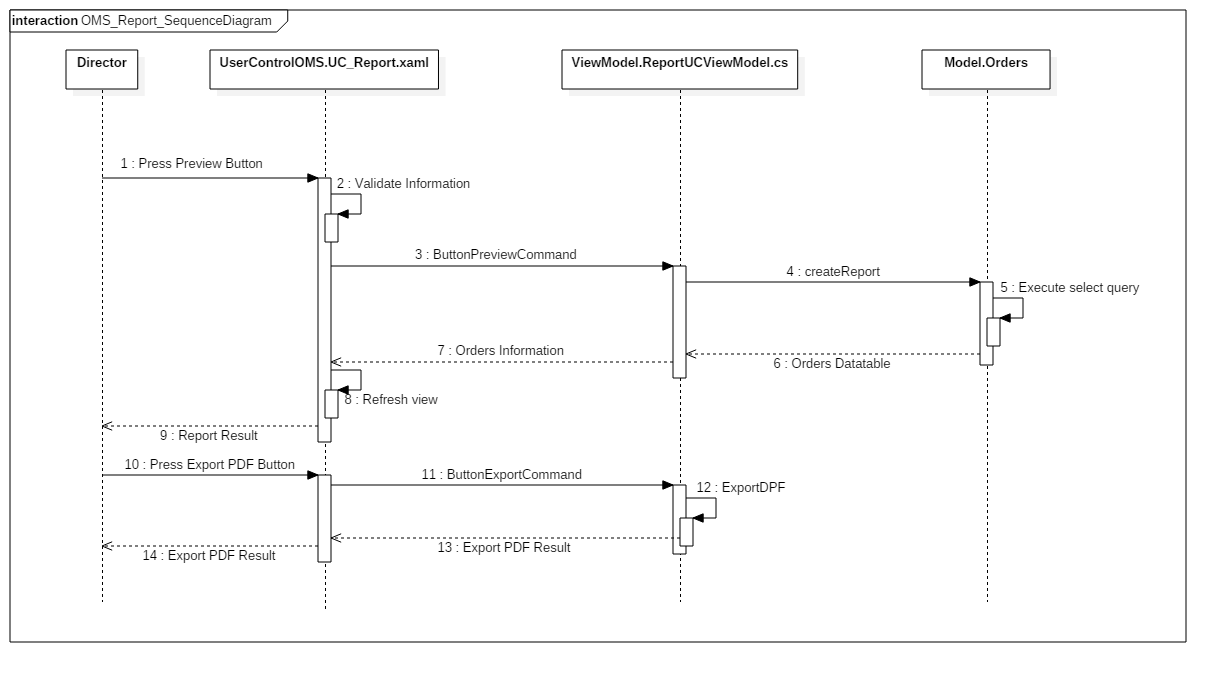 interaction OMS_Report_SequenceDiagram
Director
UserControlOMS.UC_Report.xaml
ViewModel.ReportUCViewModel.cs
Model.Orders
1 : Press Preview Button
2 : Validate Information
3 : ButtonPreviewCommand
4 : createReport
5 : Execute select query
7 : Orders Information
6 : Orders Datatable
8 : Refresh view
9 : Report Result
10 : Press Export PDF Button
11 : ButtonExportCommand
12 : ExportDPF
13 : Export PDF Result
14 : Export PDF Result